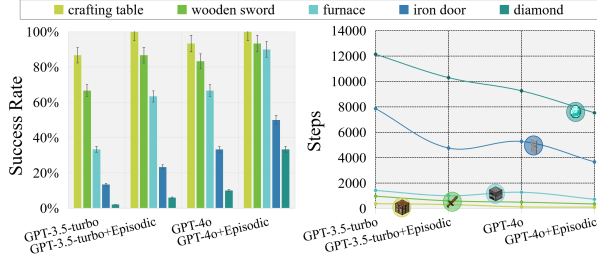 crafting table wooden sword furnace iron door diamond
Success Rate
100%
80%
60%
40%
20%
0%
GPT-3.5-turbo
GPT-3.5-turbo+Episodic
GPT-4o
GPT-4o+Episodic
Steps
14000
12000
10000
8000
6000
4000
2000
0
GPT-3.5-turbo
GPT-3.5-turbo+Episodic
GPT-4o
GPT-4o+Episodic